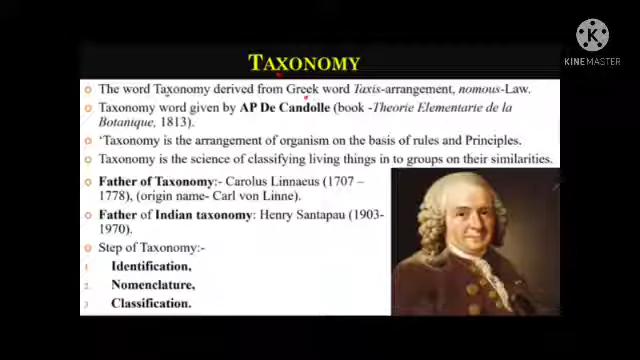 KINEMASTER
TAXONOMY
The word Taxonomy derived from Greek word Taxis-arrangement, nomous-Law.
Taxonomy word given by AP De Candolle (book -Theorie Elementarie de la
Botanique, 1813).
‘Taxonomy is the arrangement of organism on the basis of rules and Principles.
Taxonomy is the science of classifying living things in to groups on their similarities.
Father of Taxonomy:- Carolus Linnaeus (1707 –
1778), (origin name- Carl von Linne).
Father of Indian taxonomy: Henry Santapau (1903-
1970).
Step of Taxonomy:-
1. Identification,
2. Nomenclature,
3. Classification.